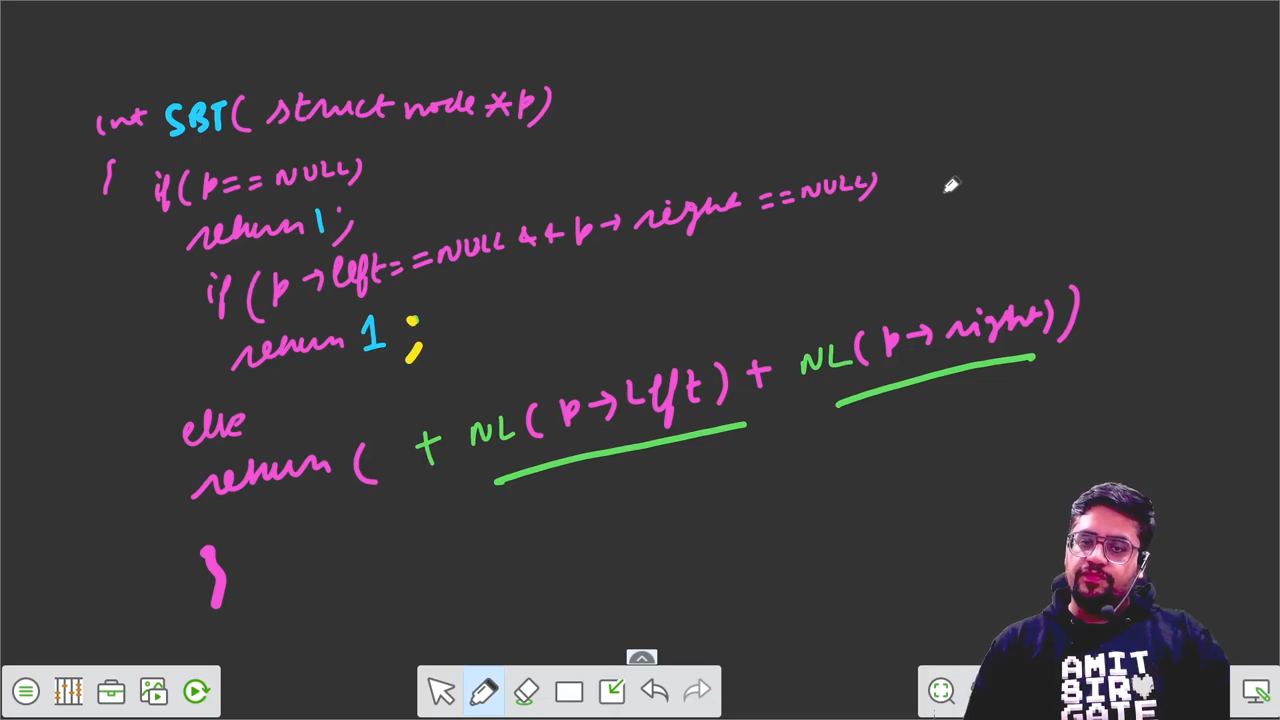 int SBT( struct node *p)
{ if(p==NULL)
return 1;
if(p→left==NULL && p→right ==NULL)
return 1 ;
else
return ( + NL(p→left) + NL(p→right))
}
AMIT
BIR
GATE